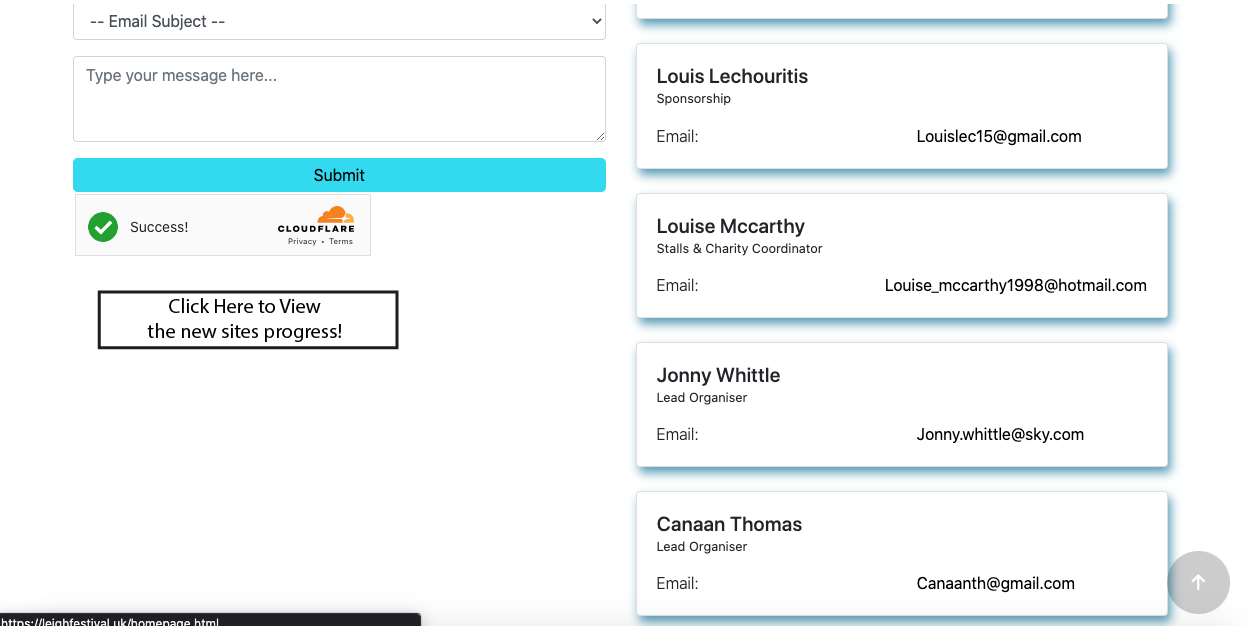 -- Email Subject --
Type your message here...
Submit
Success!
CLOUDFLARE
Privacy • Terms
Click Here to View
the new sites progress!
Louis Lechouritis
Sponsorship
Email: Louislec15@gmail.com
Louise Mccarthy
Stalls & Charity Coordinator
Email: Louise_mccarthy1998@hotmail.com
Jonny Whittle
Lead Organiser
Email: Jonny.whittle@sky.com
Canaan Thomas
Lead Organiser
Email: Canaanth@gmail.com
https://leighfestival.uk/homepage.html